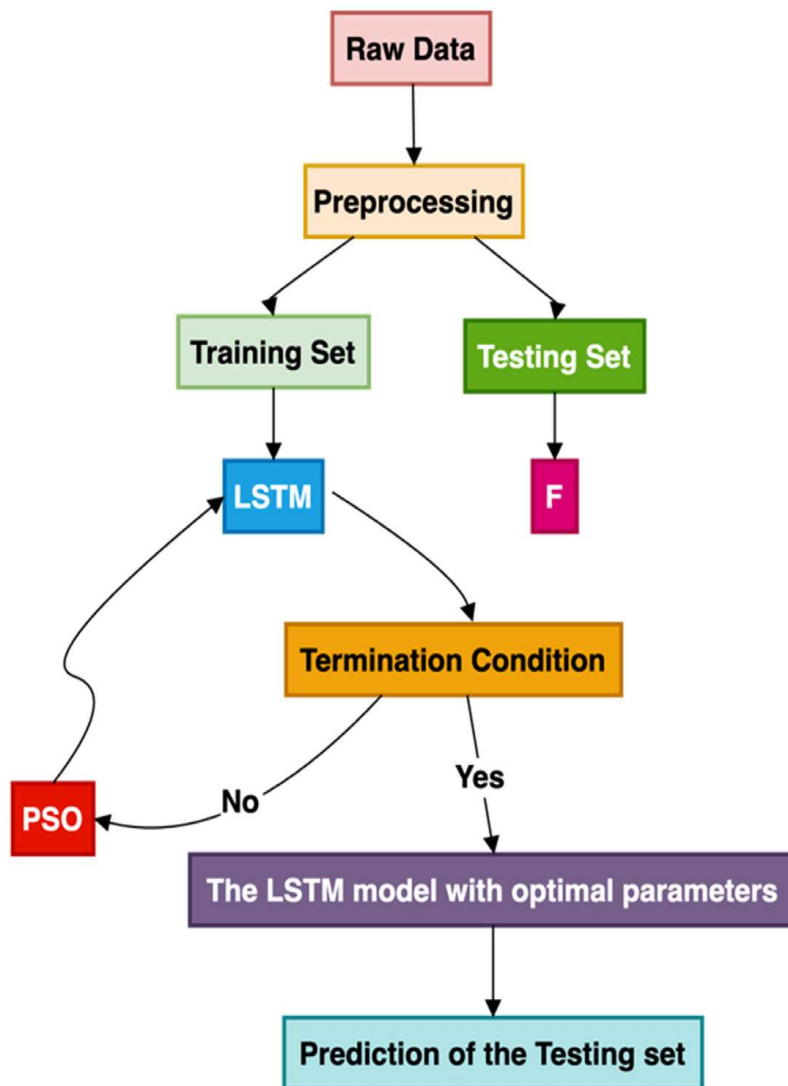 Raw Data
Preprocessing
Training Set
Testing Set
LSTM
F
Termination Condition
Yes
No
PSO
The LSTM model with optimal parameters
Prediction of the Testing set